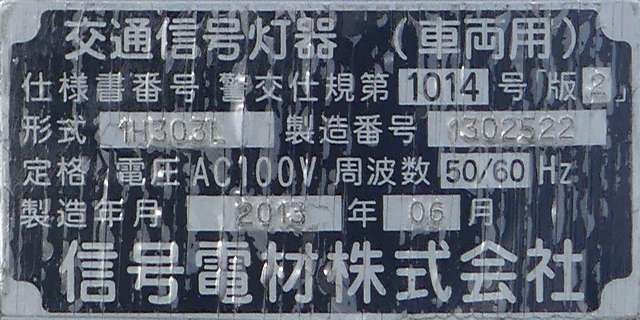 交通信号灯器 (車両用)
仕様書番号 警交仕規第 1014 号「版2」
形式 1H303L 製造番号 1302522
定格 電圧 AC100V 周波数 50/60 Hz
製造年月 2013 年 06 月
信号電材株式会社